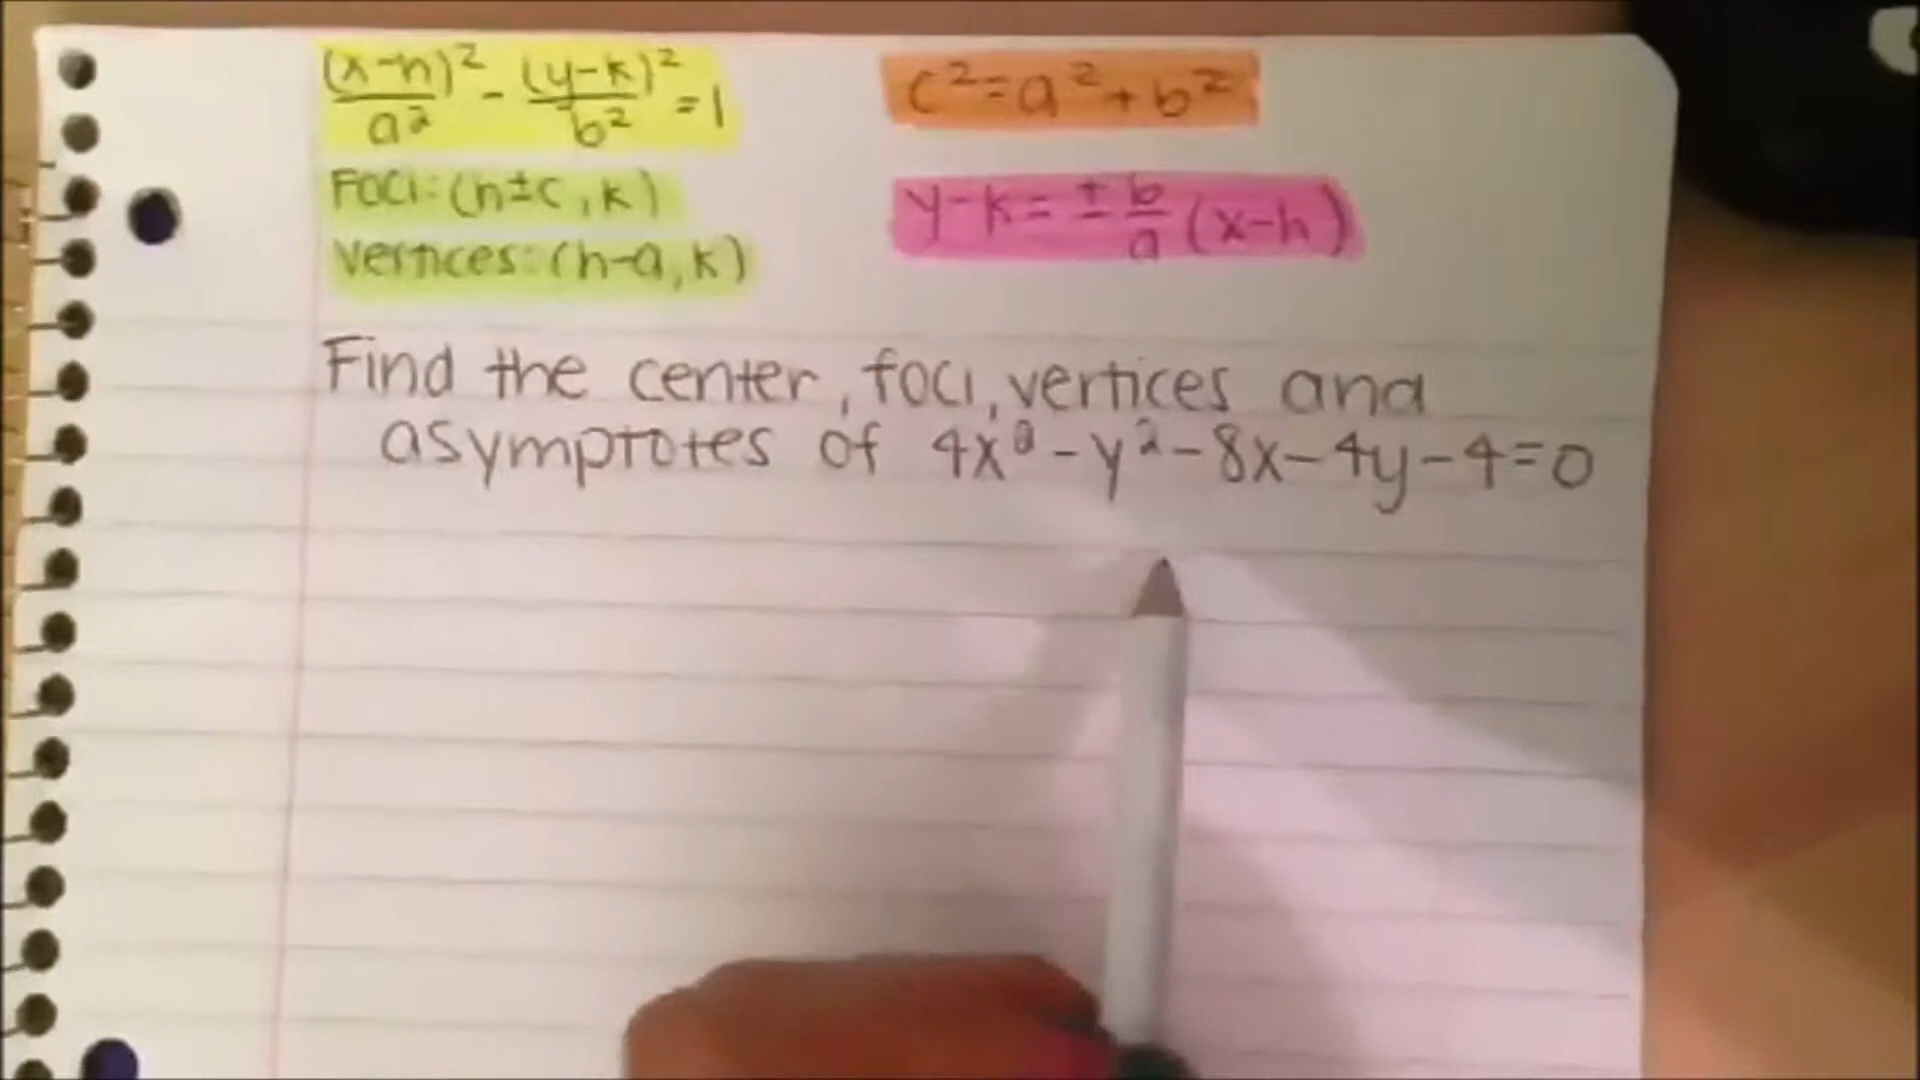 (x-h)²/a² - (y-k)²/b² = 1
c²=a²+b²
Foci: (h±c, k)
y-k = ± b/a (x-h)
Vertices: (h-a, k)
Find the center, foci, vertices and
asymptotes of 4x²-y²-8x-4y-4=0